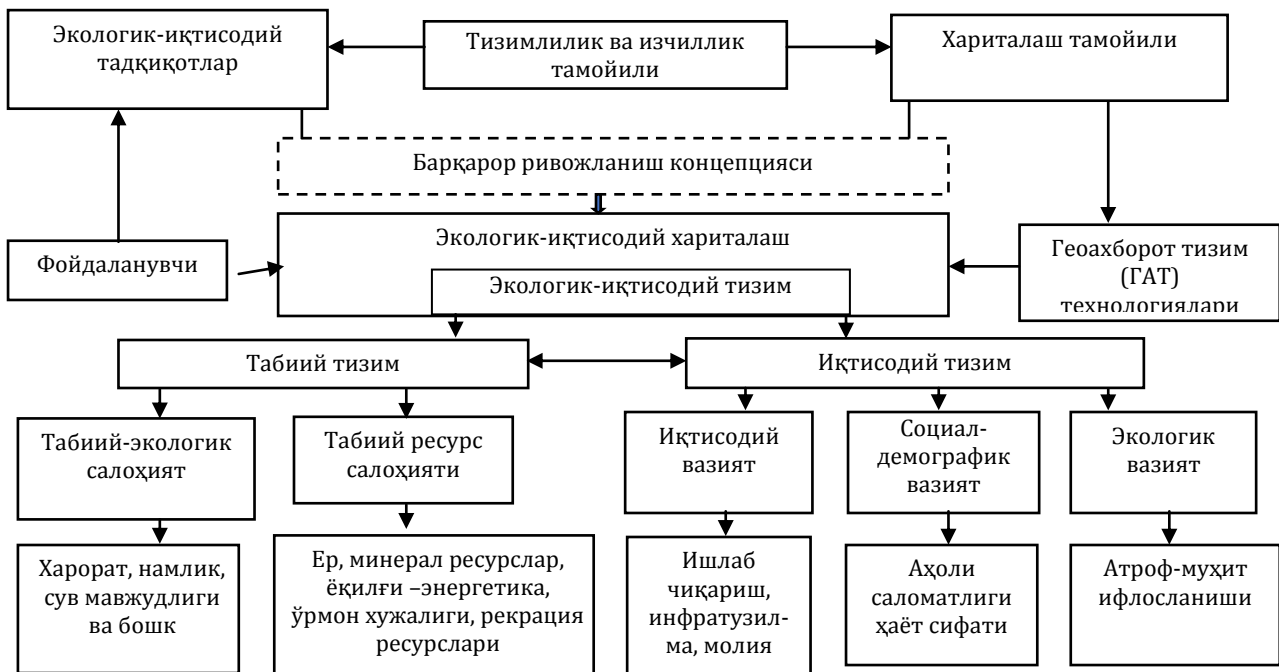 Экологик-иқтисодий
тадқиқотлар
Тизимлилик ва изчиллик
тамойили
Хариталаш тамойили
Барқарор ривожланиш концепцияси
Экологик-иқтисодий хариталаш
Фойдаланувчи
Экологик-иқтисодий тизим
Геоахборот тизим
(ГАТ)
технологиялари
Табиий тизим
Иқтисодий тизим
Табиий-экологик
салоҳият
Табиий ресурс
салоҳияти
Иқтисодий
вазият
Социал-
демографик
вазият
Экологик
вазият
Харорат, намлик,
сув мавжудлиги
ва бошк
Ер, минерал ресурслар,
ёқилғи –энергетика,
ўрмон хужалиги, рекрация
ресурслари
Ишлаб
чиқариш,
инфратузил-
ма, молия
Аҳоли
саломатлиги
ҳаёт сифати
Атроф-муҳит
ифлосланиши